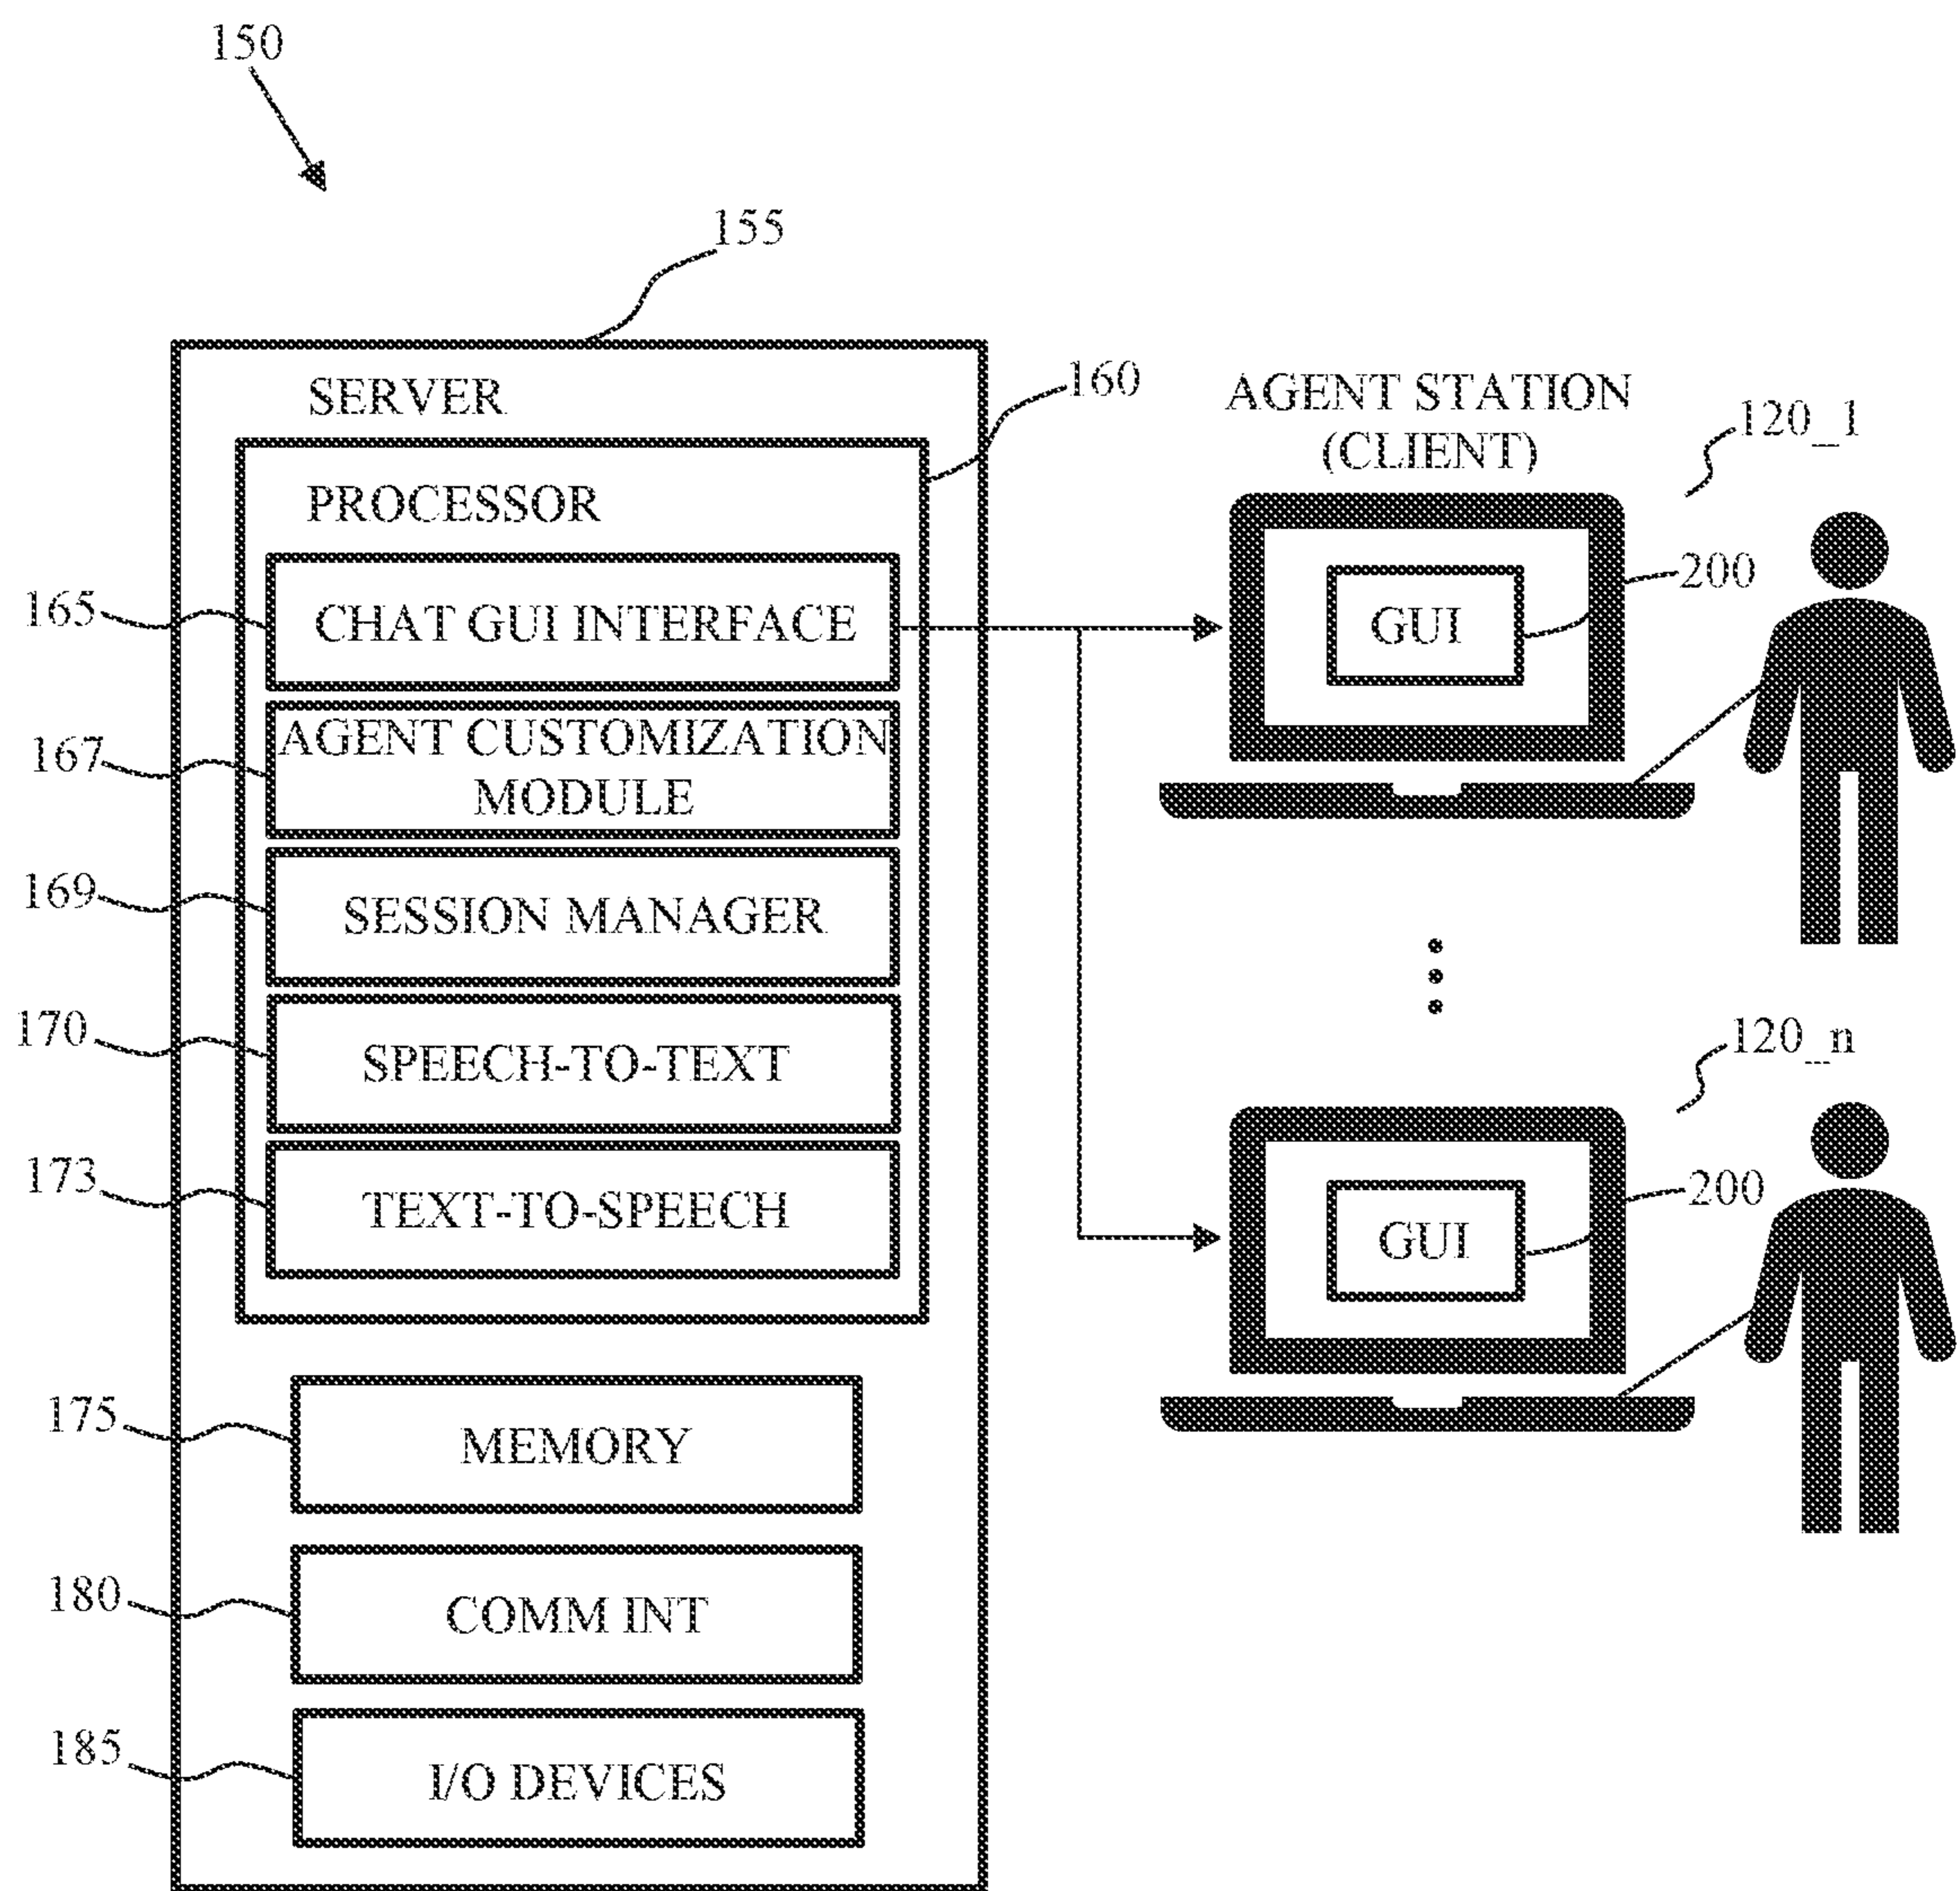 150
155
SERVER
160
PROCESSOR
165
CHAT GUI INTERFACE
167
AGENT CUSTOMIZATION
MODULE
169
SESSION MANAGER
170
SPEECH-TO-TEXT
173
TEXT-TO-SPEECH
175
MEMORY
180
COMM INT
185
I/O DEVICES
AGENT STATION
(CLIENT)
120_1
200
GUI
120_n
200
GUI